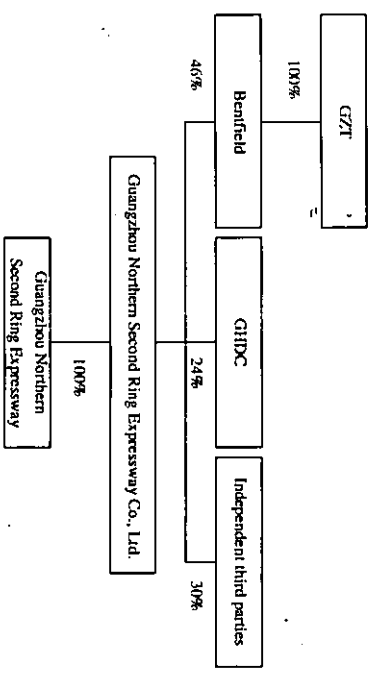 GZT
100%
Bentfield
GHDC
Independent third parties
46%
24%
30%
Guangzhou Northern Second Ring Expressway Co., Ltd.
100%
Guangzhou Northern
Second Ring Expressway